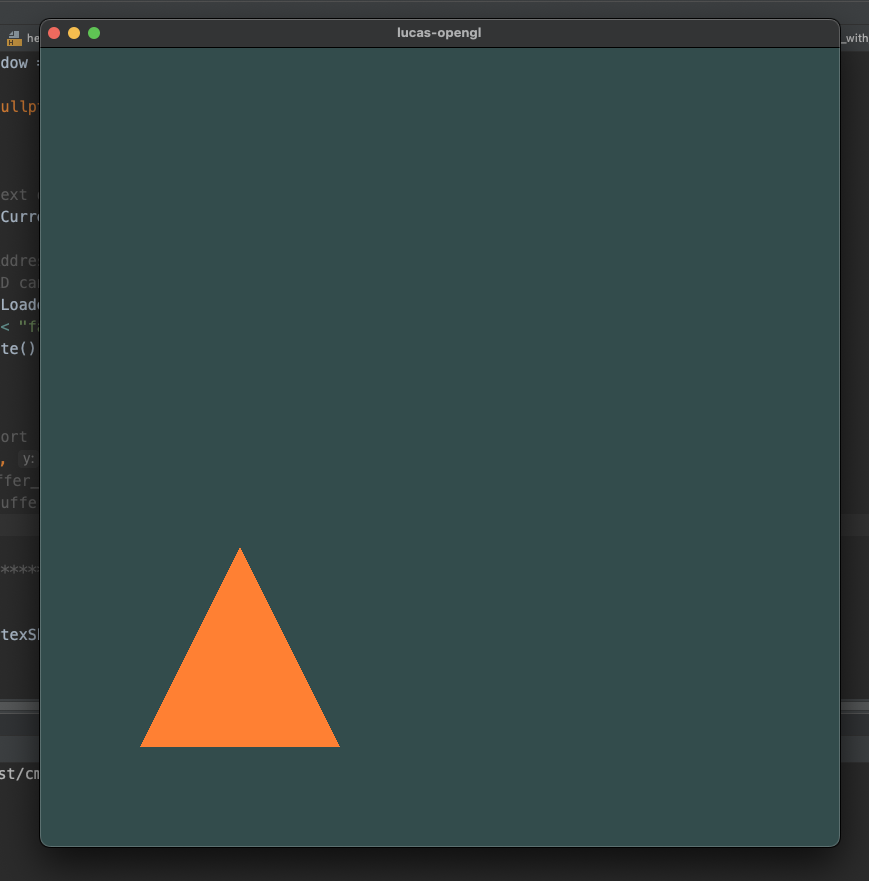 lucas-opengl
he
_with
dow =
ullp
ext
Curr
ddre
D ca
Load
< "f
te()
ort
, y:
ffer_
uffe
*****
texS
st/cm